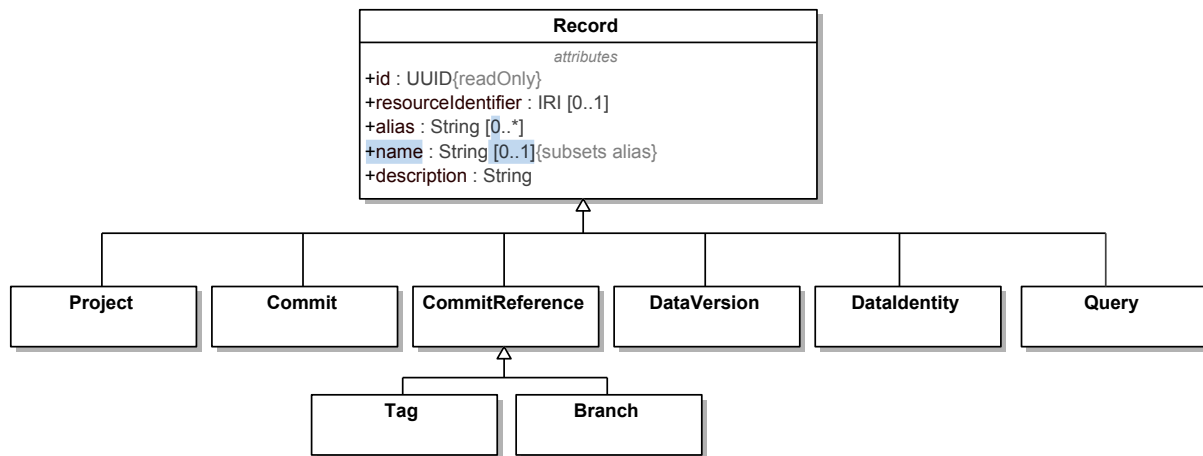 Record
attributes
+id : UUID{readOnly}
+resourceIdentifier : IRI [0..1]
+alias : String [0..*]
+name : String [0..1]{subsets alias}
+description : String
Project Commit CommitReference DataVersion DataIdentity Query
Tag Branch